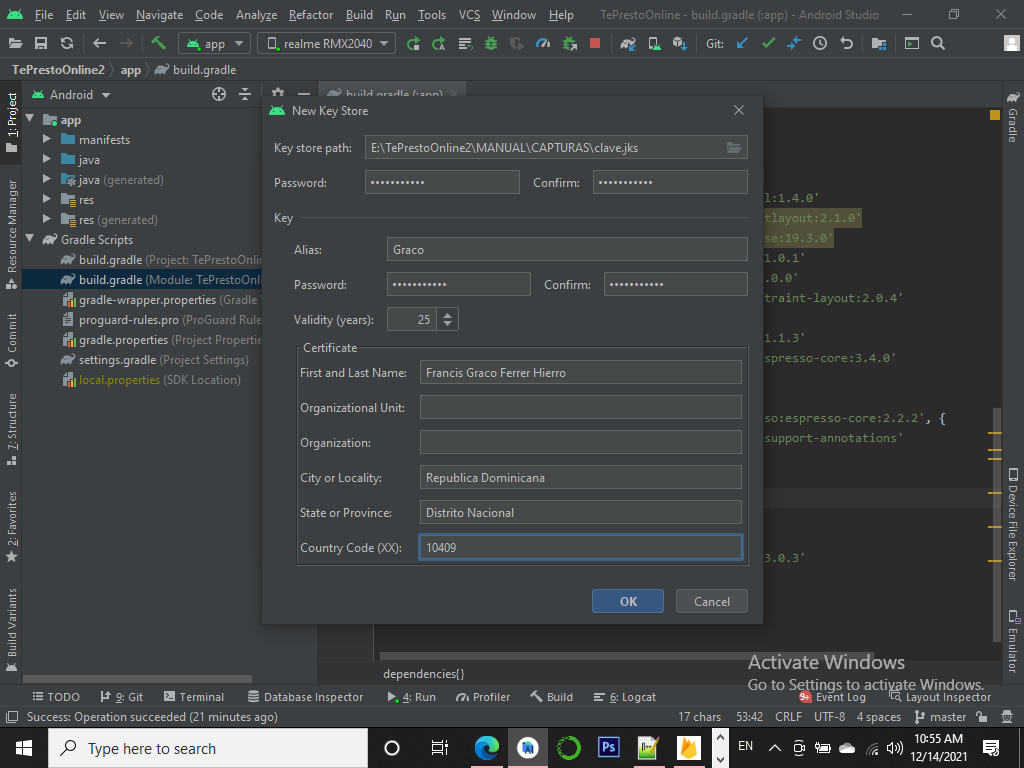 File Edit View Navigate Code Analyze Refactor Build Run Tools VCS Window Help TePrestoOnline - build.gradle (:app) - Android Studio
app realme RMX2040 Git:
TePrestoOnline2 app build.gradle
Android build.gradle (:app)
1: Project
Resource Manager
Commit
7: Structure
2: Favorites
Build Variants
app
manifests
java
java (generated)
res
res (generated)
Gradle Scripts
build.gradle (Project: TePrestoOnli
build.gradle (Module: TePrestoOnl
gradle-wrapper.properties (Gradle
proguard-rules.pro (ProGuard Rule
gradle.properties (Project Propertie
settings.gradle (Project Settings)
local.properties (SDK Location)
New Key Store
Key store path: E:\TePrestoOnline2\MANUAL\CAPTURAS\clave.jks
Password: ••••••••••• Confirm: •••••••••••
Key
Alias: Graco
Password: ••••••••••• Confirm: •••••••••••
Validity (years): 25
Certificate
First and Last Name: Francis Graco Ferrer Hierro
Organizational Unit:
Organization:
City or Locality: Republica Dominicana
State or Province: Distrito Nacional
Country Code (XX): 10409
OK Cancel
l:1.4.0'
tlayout:2.1.0'
se:19.3.0'
.0.1'
.0.0'
traint-layout:2.0.4'
.1.3'
spresso-core:3.4.0'
so:espresso-core:2.2.2', {
support-annotations'
3.0.3'
Gradle
Device File Explorer
Emulator
dependencies{}
Activate Windows
Go to Settings to activate Windows.
TODO 9: Git Terminal Database Inspector 4: Run Profiler Build 6: Logcat 9+ Event Log Layout Inspector
Success: Operation succeeded (21 minutes ago) 17 chars 53:42 CRLF UTF-8 4 spaces master
Type here to search Ps EN 10:55 AM
12/14/2021